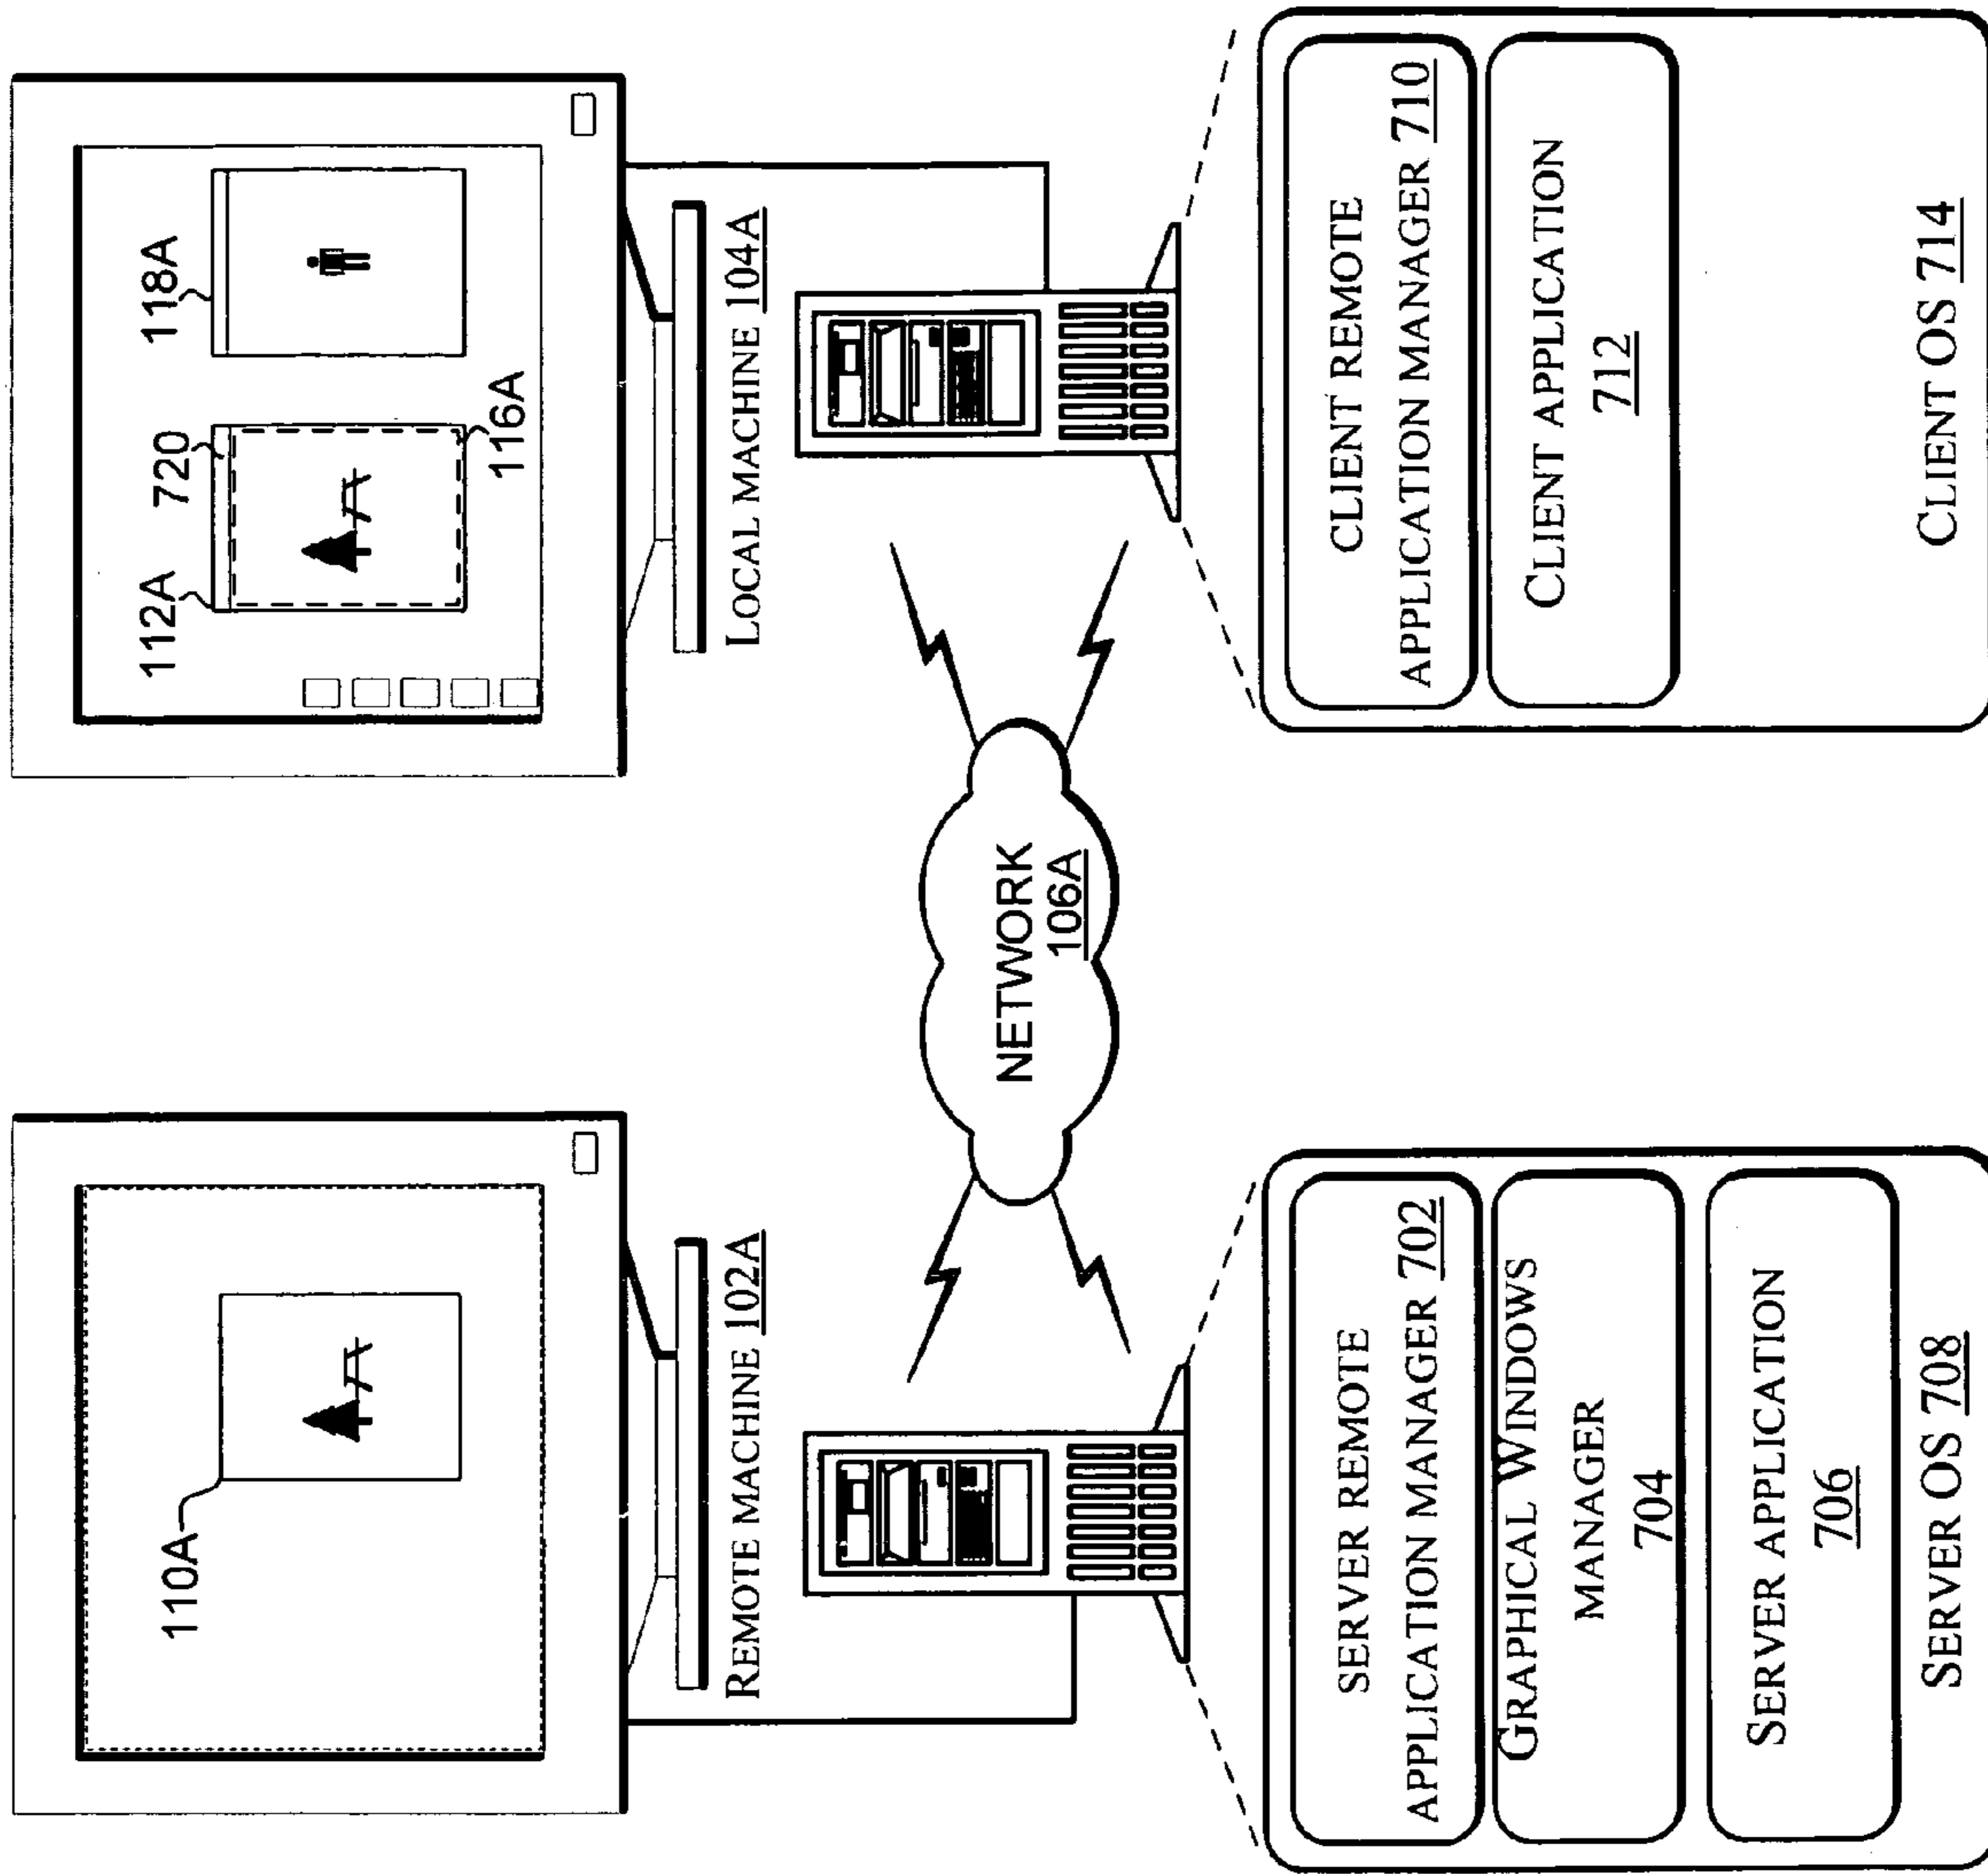 110A
REMOTE MACHINE 102A
SERVER REMOTE
APPLICATION MANAGER 702
GRAPHICAL WINDOWS
MANAGER
704
SERVER APPLICATION
706
SERVER OS 708
NETWORK
106A
112A
720
118A
116A
LOCAL MACHINE 104A
CLIENT REMOTE
APPLICATION MANAGER 710
CLIENT APPLICATION
712
CLIENT OS 714